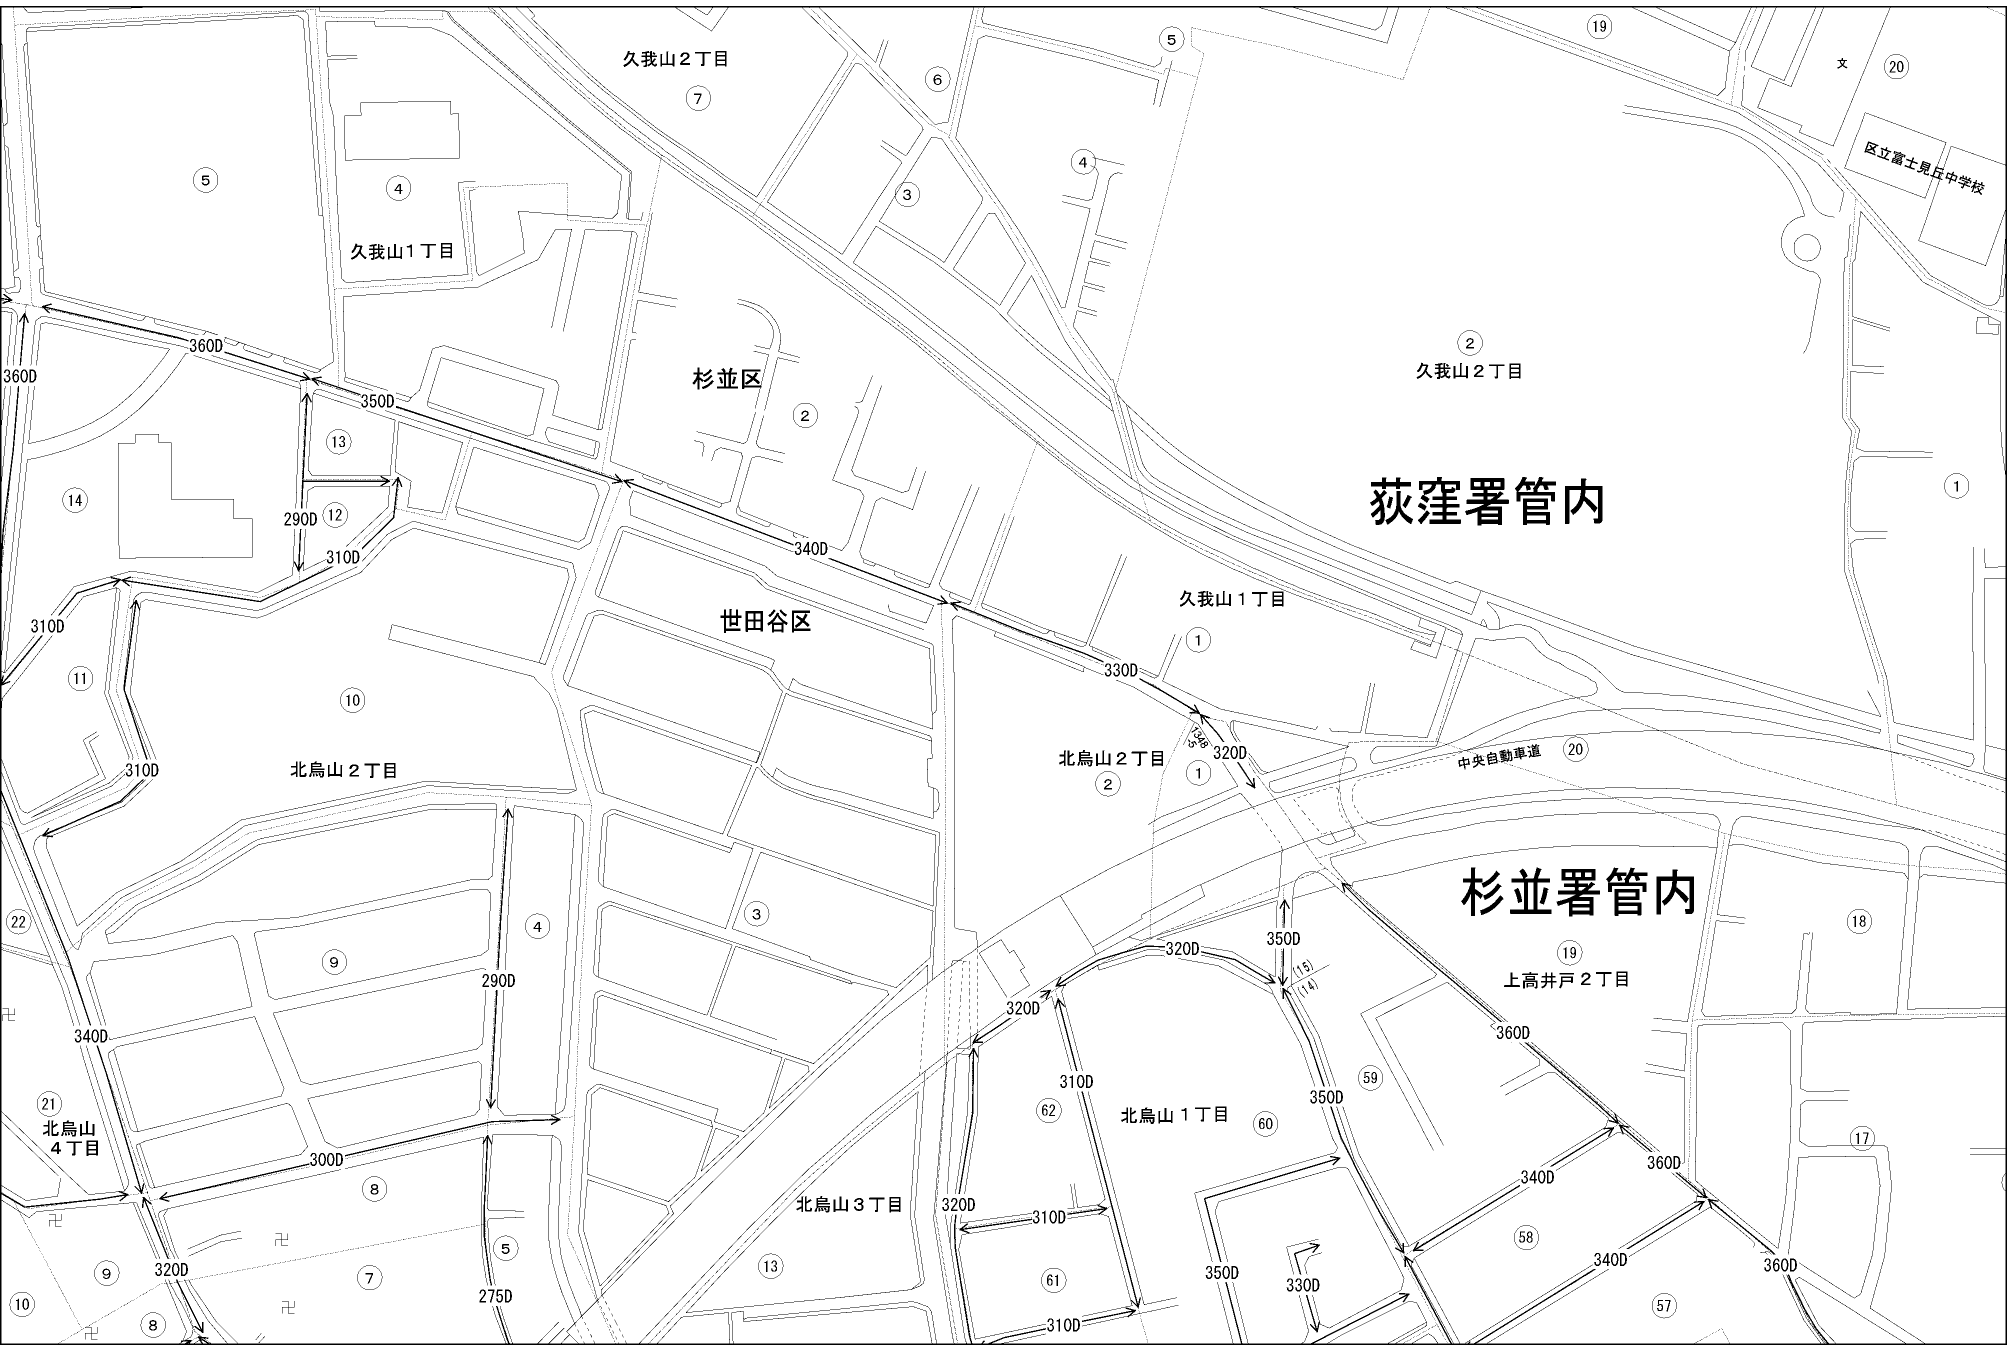 19
久我山２丁目
5
文
20
6
7
区立富士見丘中学校
4
5
4
3
久我山１丁目
360D
2
久我山２丁目
360D
杉並区
350D
2
13
荻窪署管内
14
1
12
290D
340D
310D
久我山１丁目
世田谷区
310D
1
330D
11
10
1348
-5
320D
20
中央自動車道
北烏山２丁目
310D
北烏山２丁目
1
2
杉並署管内
22
4
3
18
350D
320D
19
9
(15)
上高井戸２丁目
290D
(14)
320D
340D
360D
310D
59
350D
21
62
北烏山１丁目
60
北烏山
４丁目
17
300D
360D
340D
8
北烏山３丁目
320D
310D
58
5
340D
320D
9
13
350D
360D
7
61
330D
275D
10
57
8
310D